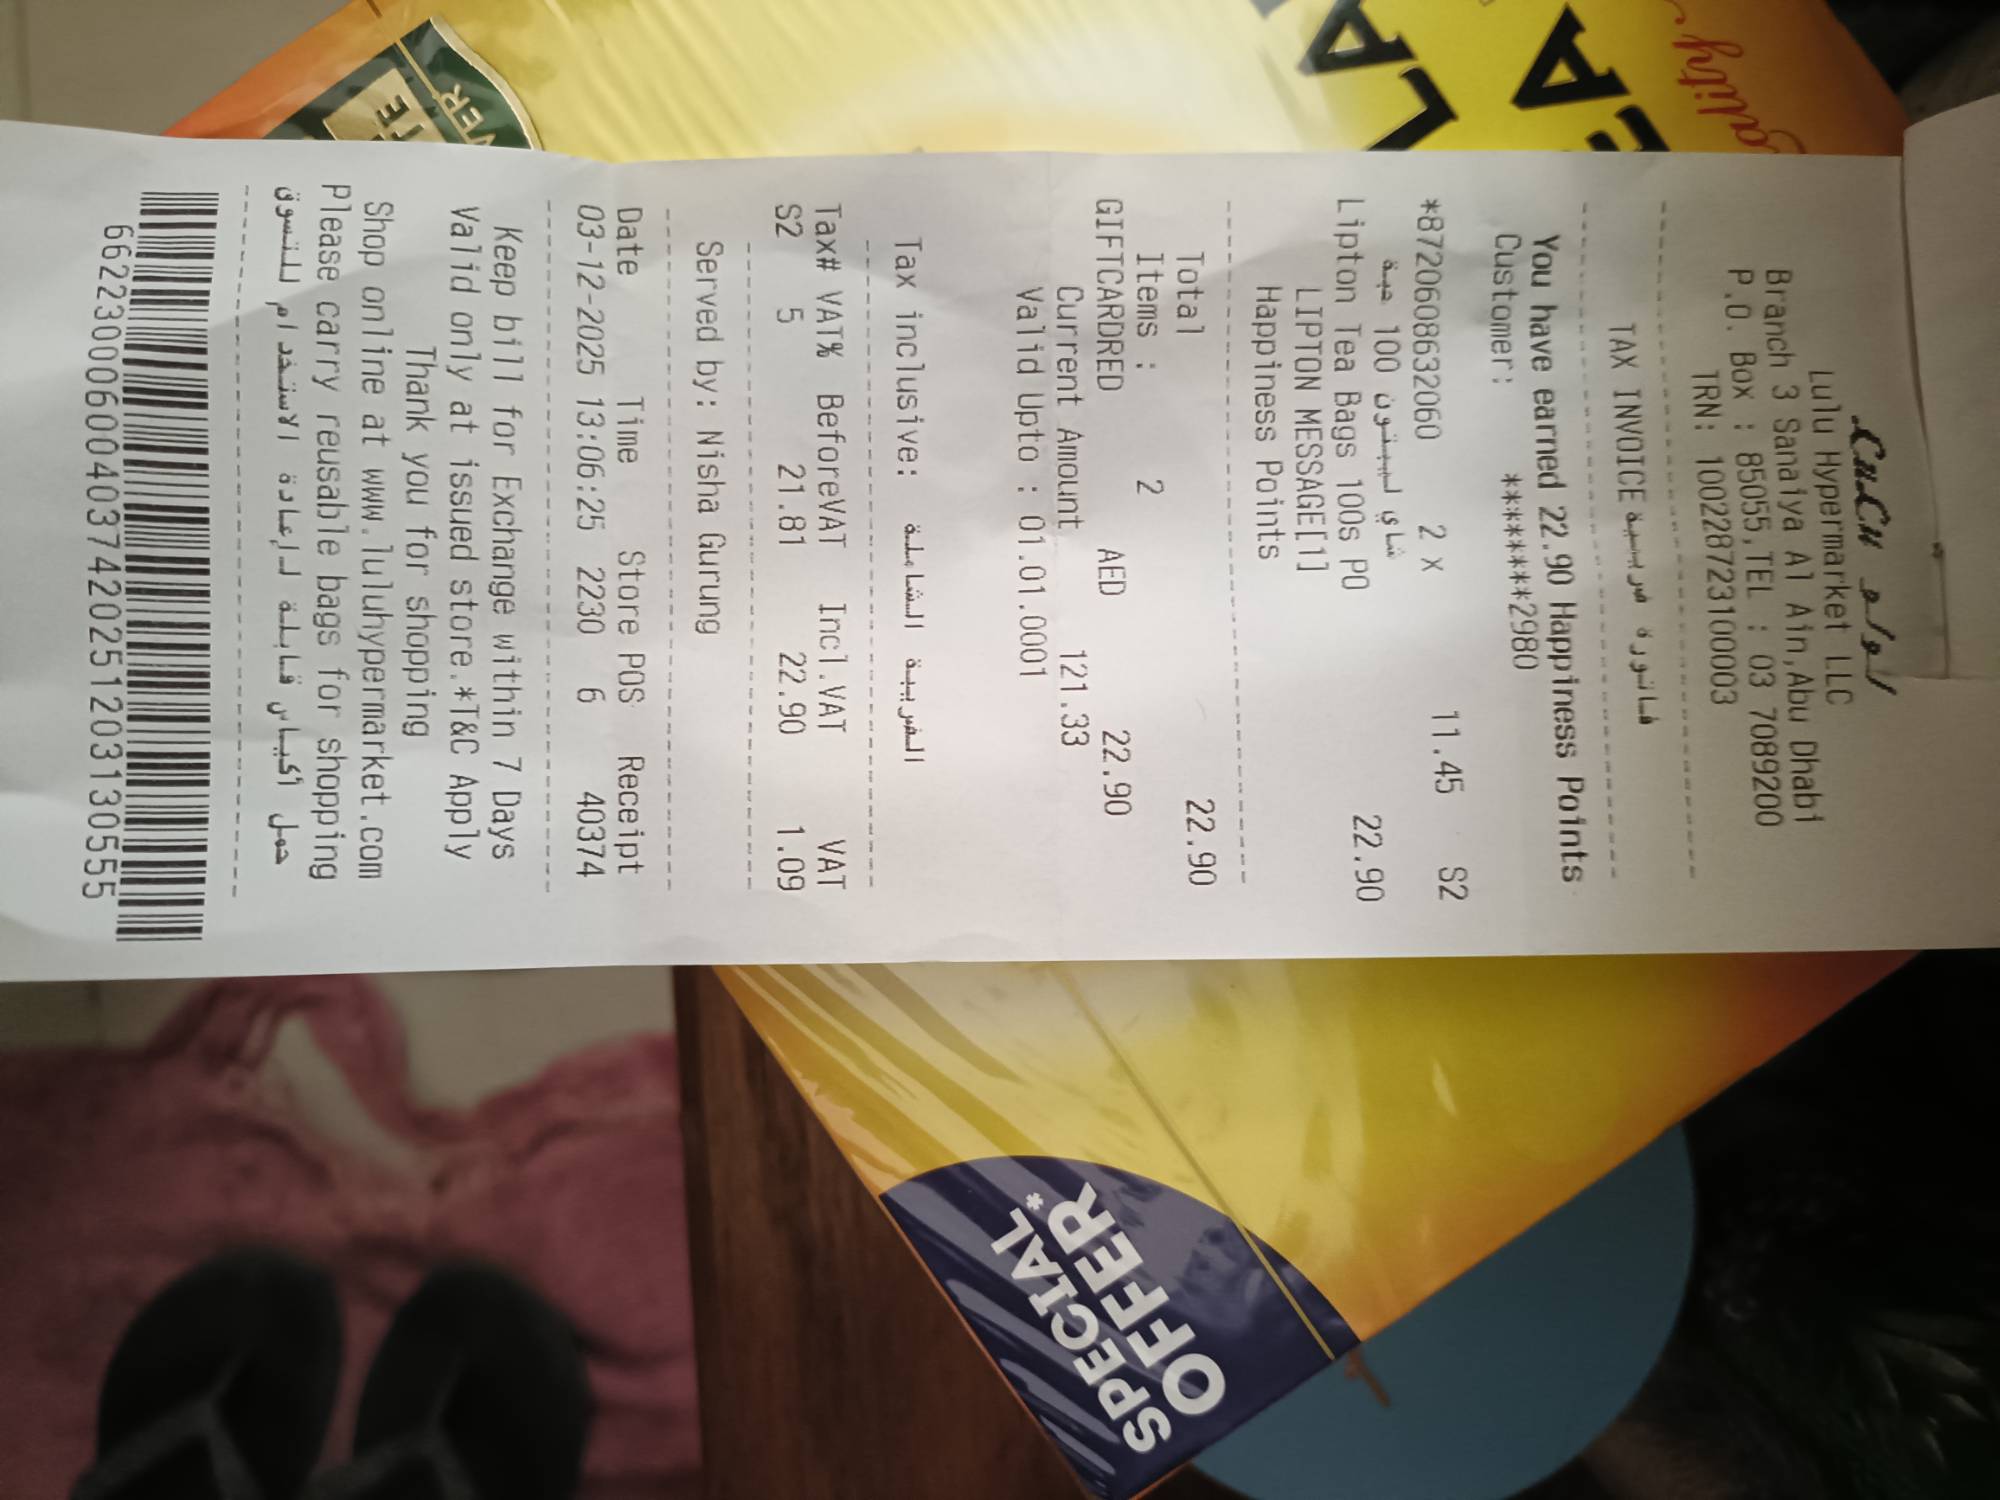 LuLu لولو
Lulu Hypermarket LLC
Branch 3 Sanaiya Al Ain,Abu Dhabi
P.O. Box : 85055,TEL : 03 7089200
TRN: 100228723100003
TAX INVOICE فاتورة ضريبية
You have earned 22.90 Happiness Points
Customer: *******2980
*8720608632060 2 X 11.45 S2
شاي ليبتون 100 حبة
Lipton Tea Bags 100s PO 22.90
LIPTON MESSAGE[1]
Happiness Points
Total 22.90
Items : 2
GIFTCARDRED AED 22.90
Current Amount 121.33
Valid Upto : 01.01.0001
Tax inclusive: الضريبة الشاملة
Tax# VAT% BeforeVAT Incl.VAT VAT
S2 5 21.81 22.90 1.09
Served by: Nisha Gurung
Date Time Store POS Receipt
03-12-2025 13:06:25 2230 6 40374
Keep bill for Exchange within 7 Days
Valid only at issued store.*T&C Apply
Thank you for shopping
Shop online at www.luluhypermarket.com
Please carry reusable bags for shopping
حمل أكياس قابلة لإعادة الاستخدام للتسوق
6622300060040374202512031305​55
SPECIAL*
OFFER